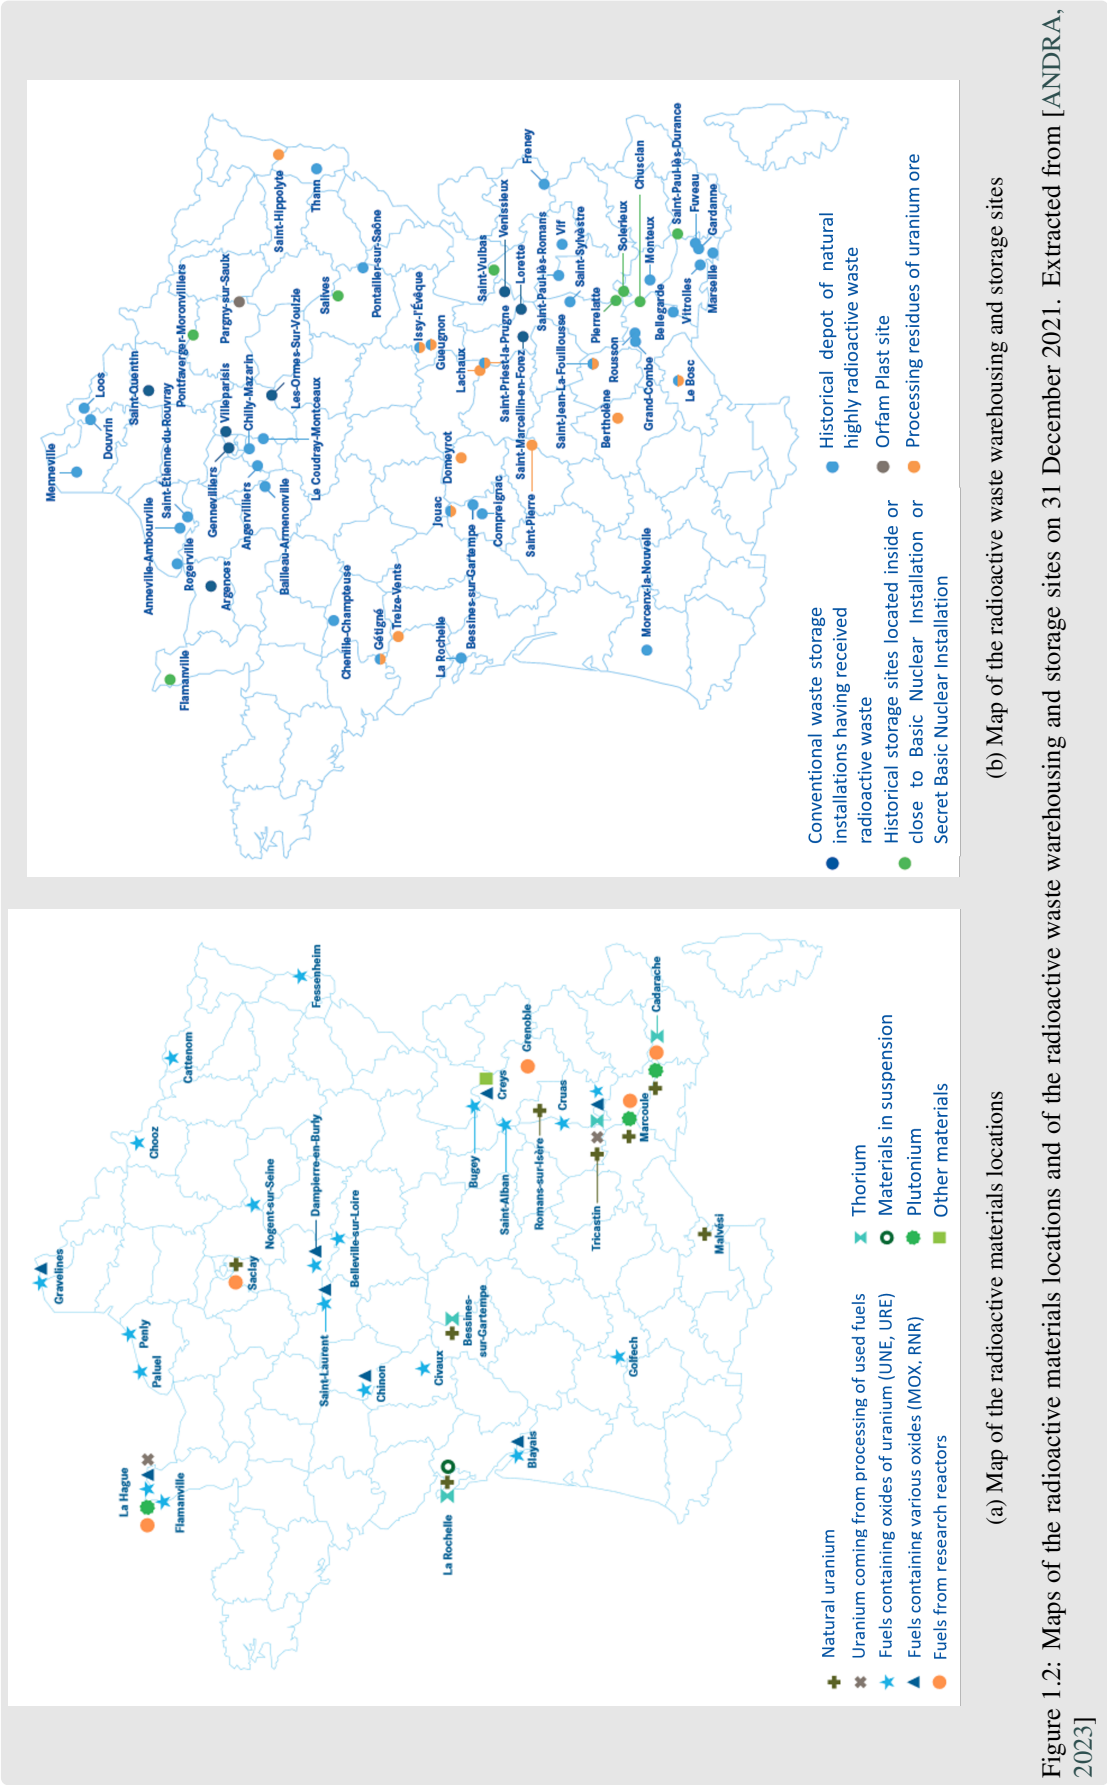 Gravelines
Penly
Paluel
Chooz
Cattenom
Fessenheim
La Hague
Flamanville
Saclay
Nogent-sur-Seine
Dampierre-en-Burly
Belleville-sur-Loire
Saint-Laurent
Chinon
Civaux
Bessines-
sur-Gartempe
La Rochelle
Blayais
Golfech
Bugey
Creys
Saint-Alban
Grenoble
Romans-sur-Isère
Cruas
Tricastin
Marcoule
Cadarache
Malvési
Natural uranium
Uranium coming from processing of used fuels
Fuels containing oxides of uranium (UNE, URE)
Fuels containing various oxides (MOX, RNR)
Fuels from research reactors
Thorium
Materials in suspension
Plutonium
Other materials
(a) Map of the radioactive materials locations
Menneville
Loos
Douvrin
Saint-Quentin
Saint-Étienne-du-Rouvray
Anneville-Ambourville
Rogerville
Argences
Flamanville
Pontfaverger-Moronvilliers
Pargny-sur-Saulx
Saint-Hippolyte
Thann
Villeparisis
Gennevilliers
Chilly-Mazarin
Angervilliers
Bailleau-Armenonville
Le Coudray-Montceaux
Les-Ormes-Sur-Voulzie
Salives
Pontailler-sur-Saône
Chenille-Champteuse
Gétigné
Treize-Vents
La Rochelle
Issy-l'Évêque
Gueugnon
Lachaux
Domeyrot
Jouac
Bessines-sur-Gartempe
Compreignac
Saint-Priest-la-Prugne
Saint-Marcellin-en-Forez
Saint-Pierre
Saint-Vulbas
Venissieux
Lorette
Freney
Saint-Paul-lès-Romans
Vif
Saint-Sylvestre
Saint-Jean-La-Fouillousse
Pierrelatte
Solerieux
Chusclan
Rousson
Bertholène
Grand-Combe
Bellegarde
Monteux
Saint-Paul-lès-Durance
Fuveau
Gardanne
Vitrolles
Marseille
Le Bosc
Morcenx-la-Nouvelle
Conventional waste storage
installations having received
radioactive waste
Historical storage sites located inside or
close to Basic Nuclear Installation or
Secret Basic Nuclear Installation
Historical depot of natural
highly radioactive waste
Orfam Plast site
Processing residues of uranium ore
(b) Map of the radioactive waste warehousing and storage sites
Figure 1.2: Maps of the radioactive materials locations and of the radioactive waste warehousing and storage sites on 31 December 2021. Extracted from [ANDRA,
2023]